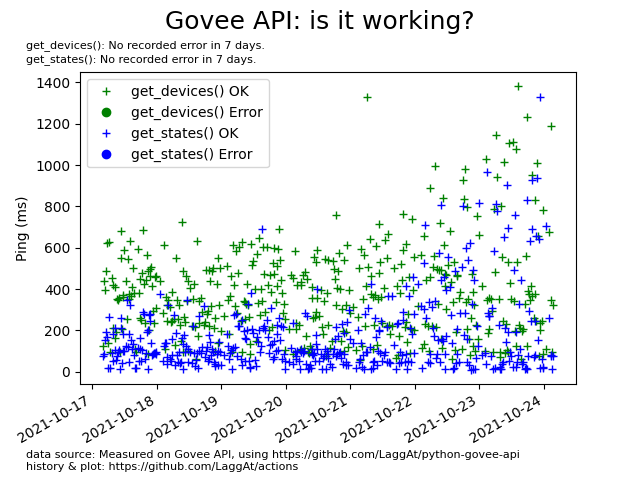 Govee API: is it working?
get_devices(): No recorded error in 7 days.
get_states(): No recorded error in 7 days.
get_devices() OK
get_devices() Error
get_states() OK
get_states() Error
Ping (ms)
1400
1200
1000
800
600
400
200
0
2021-10-17
2021-10-18
2021-10-19
2021-10-20
2021-10-21
2021-10-22
2021-10-23
2021-10-24
data source: Measured on Govee API, using https://github.com/LaggAt/python-govee-api
history & plot: https://github.com/LaggAt/actions